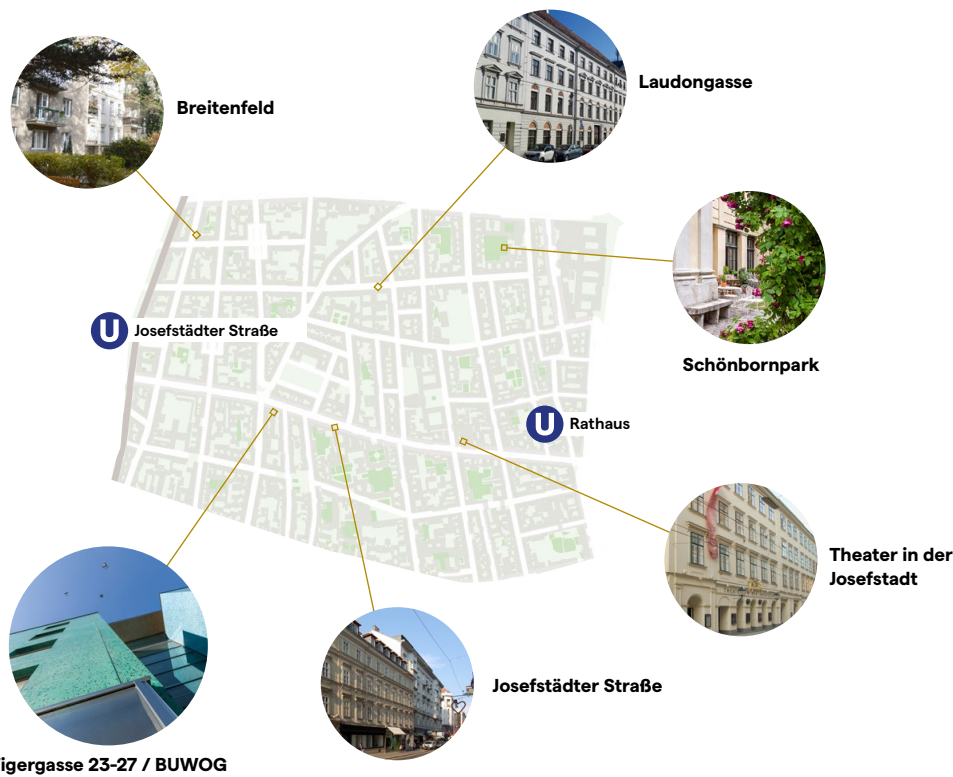 Laudongasse
Breitenfeld
U Josefstädter Straße
Schönbornpark
U Rathaus
Theater in der
Josefstadt
Josefstädter Straße
igergasse 23-27 / BUWOG